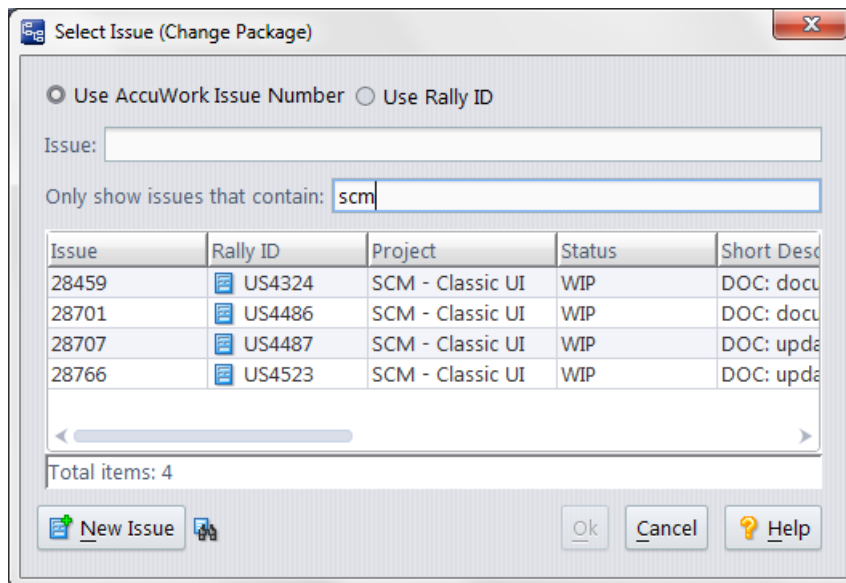 Select Issue (Change Package)
Use AccuWork Issue Number Use Rally ID
Issue:
Only show issues that contain: scm
Issue Rally ID Project Status Short Desc
28459 US4324 SCM - Classic UI WIP DOC: docu
28701 US4486 SCM - Classic UI WIP DOC: docu
28707 US4487 SCM - Classic UI WIP DOC: upda
28766 US4523 SCM - Classic UI WIP DOC: upda
Total items: 4
New Issue Ok Cancel Help